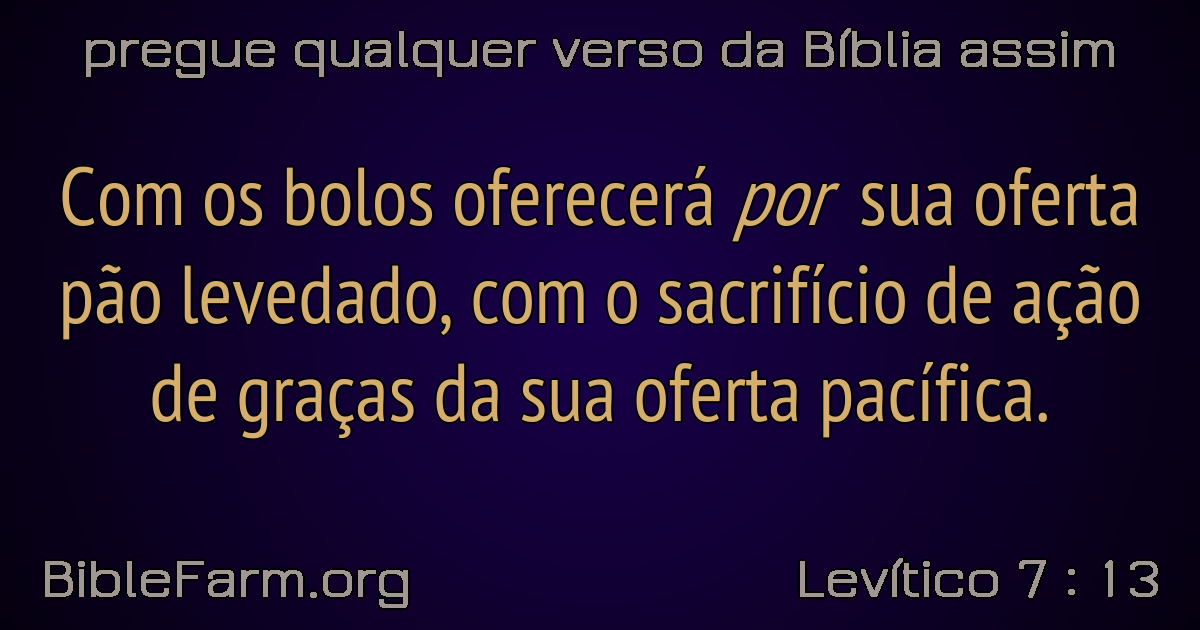 pregue qualquer verso da Bíblia assim
Com os bolos oferecerá por sua oferta
pão levedado, com o sacrifício de ação
de graças da sua oferta pacífica.
BibleFarm.org
Levítico 7 : 13